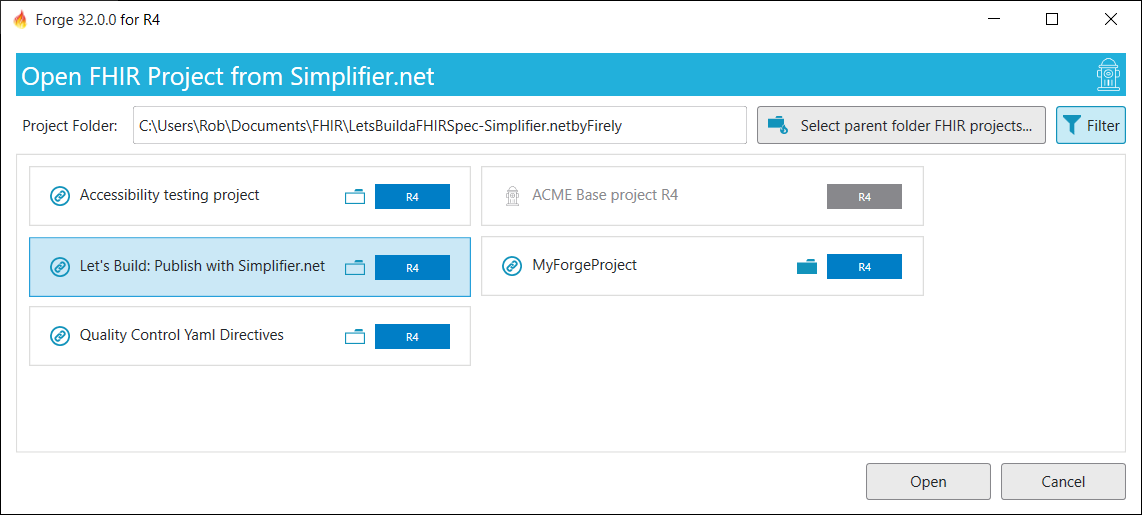 Forge 32.0.0 for R4
Open FHIR Project from Simplifier.net
Project Folder: C:\Users\Rob\Documents\FHIR\LetsBuildaFHIRSpec-Simplifier.netbyFirely Select parent folder FHIR projects... Filter
Accessibility testing project R4
ACME Base project R4 R4
Let's Build: Publish with Simplifier.net R4
MyForgeProject R4
Quality Control Yaml Directives R4
Open Cancel